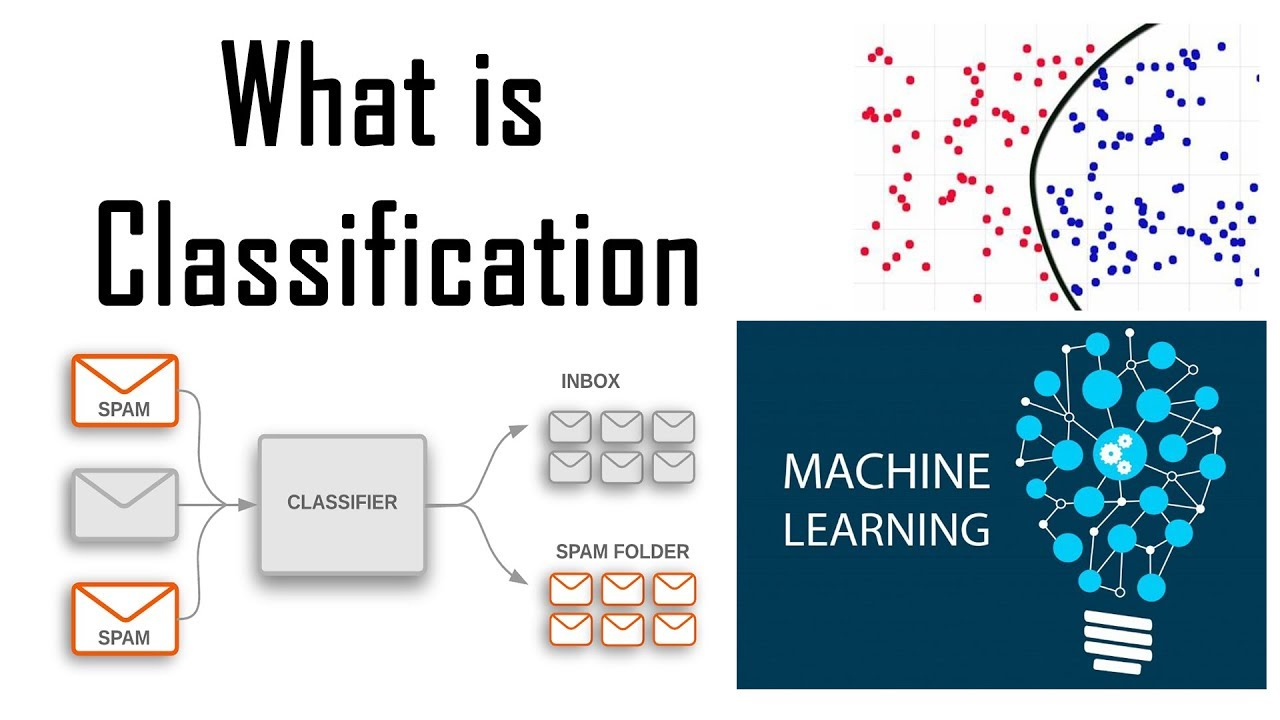 What is
Classification
SPAM
SPAM
CLASSIFIER
INBOX
SPAM FOLDER
MACHINE
LEARNING